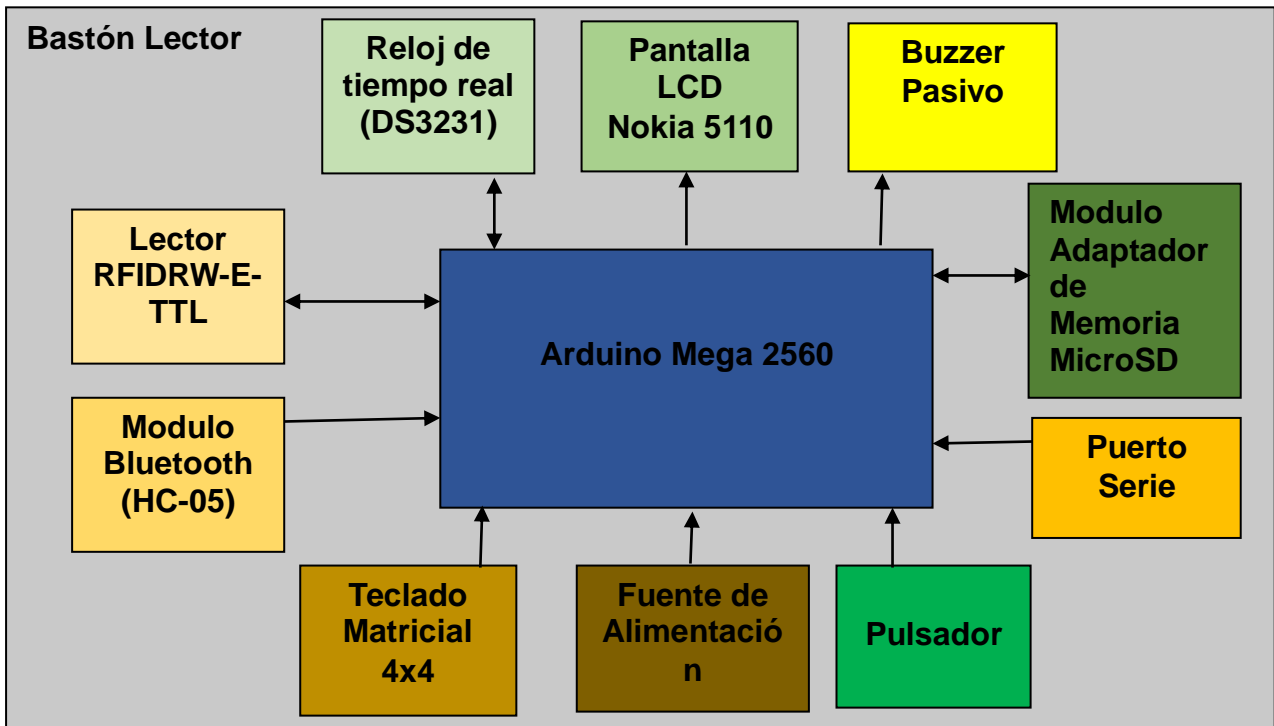 Bastón Lector
Reloj de
tiempo real
(DS3231)
Pantalla
LCD
Nokia 5110
Buzzer
Pasivo
Lector
RFIDRW-E-
TTL
Modulo
Adaptador
de
Memoria
MicroSD
Arduino Mega 2560
Modulo
Bluetooth
(HC-05)
Puerto
Serie
Teclado
Matricial
4x4
Fuente de
Alimentació
n
Pulsador